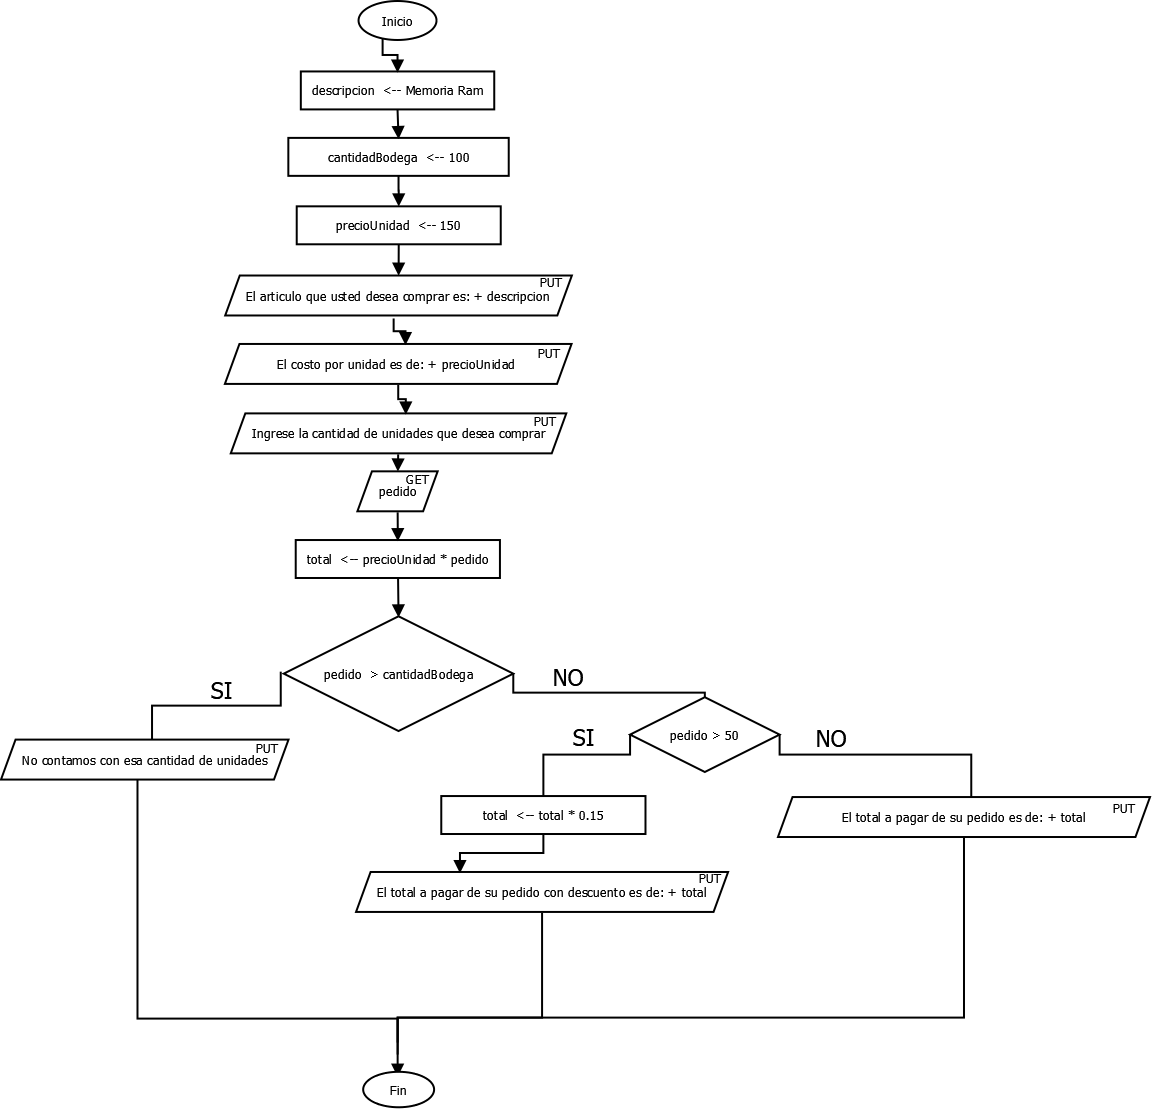 Inicio
descripcion <-- Memoria Ram
cantidadBodega <-- 100
precioUnidad <-- 150
PUT
El articulo que usted desea comprar es: + descripcion
PUT
El costo por unidad es de: + precioUnidad
PUT
Ingrese la cantidad de unidades que desea comprar
GET
pedido
total <-- precioUnidad * pedido
pedido > cantidadBodega
SI
NO
PUT
No contamos con esa cantidad de unidades
pedido > 50
SI
NO
total <-- total * 0.15
PUT
El total a pagar de su pedido es de: + total
PUT
El total a pagar de su pedido con descuento es de: + total
Fin